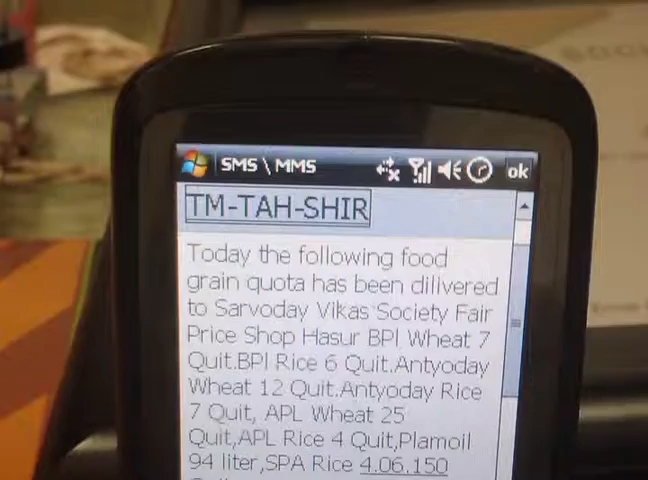 SMS \ MMS
ok
TM-TAH-SHIR
Today the following food
grain quota has been dilivered
to Sarvoday Vikas Society Fair
Price Shop Hasur BPl Wheat 7
Quit.BPl Rice 6 Quit.Antyoday
Wheat 12 Quit.Antyoday Rice
7 Quit, APL Wheat 25
Quit,APL Rice 4 Quit,Plamoil
94 liter,SPA Rice 4.06.150